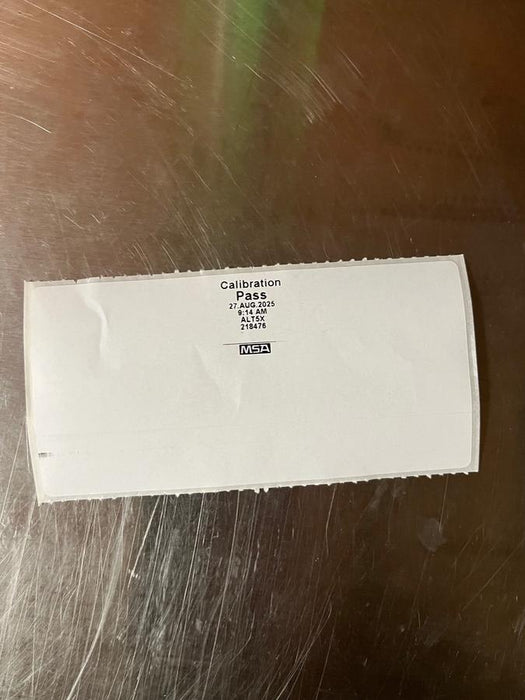 Calibration
Pass
27.AUG.2025
9:14 AM
ALT5X
218476
MSA